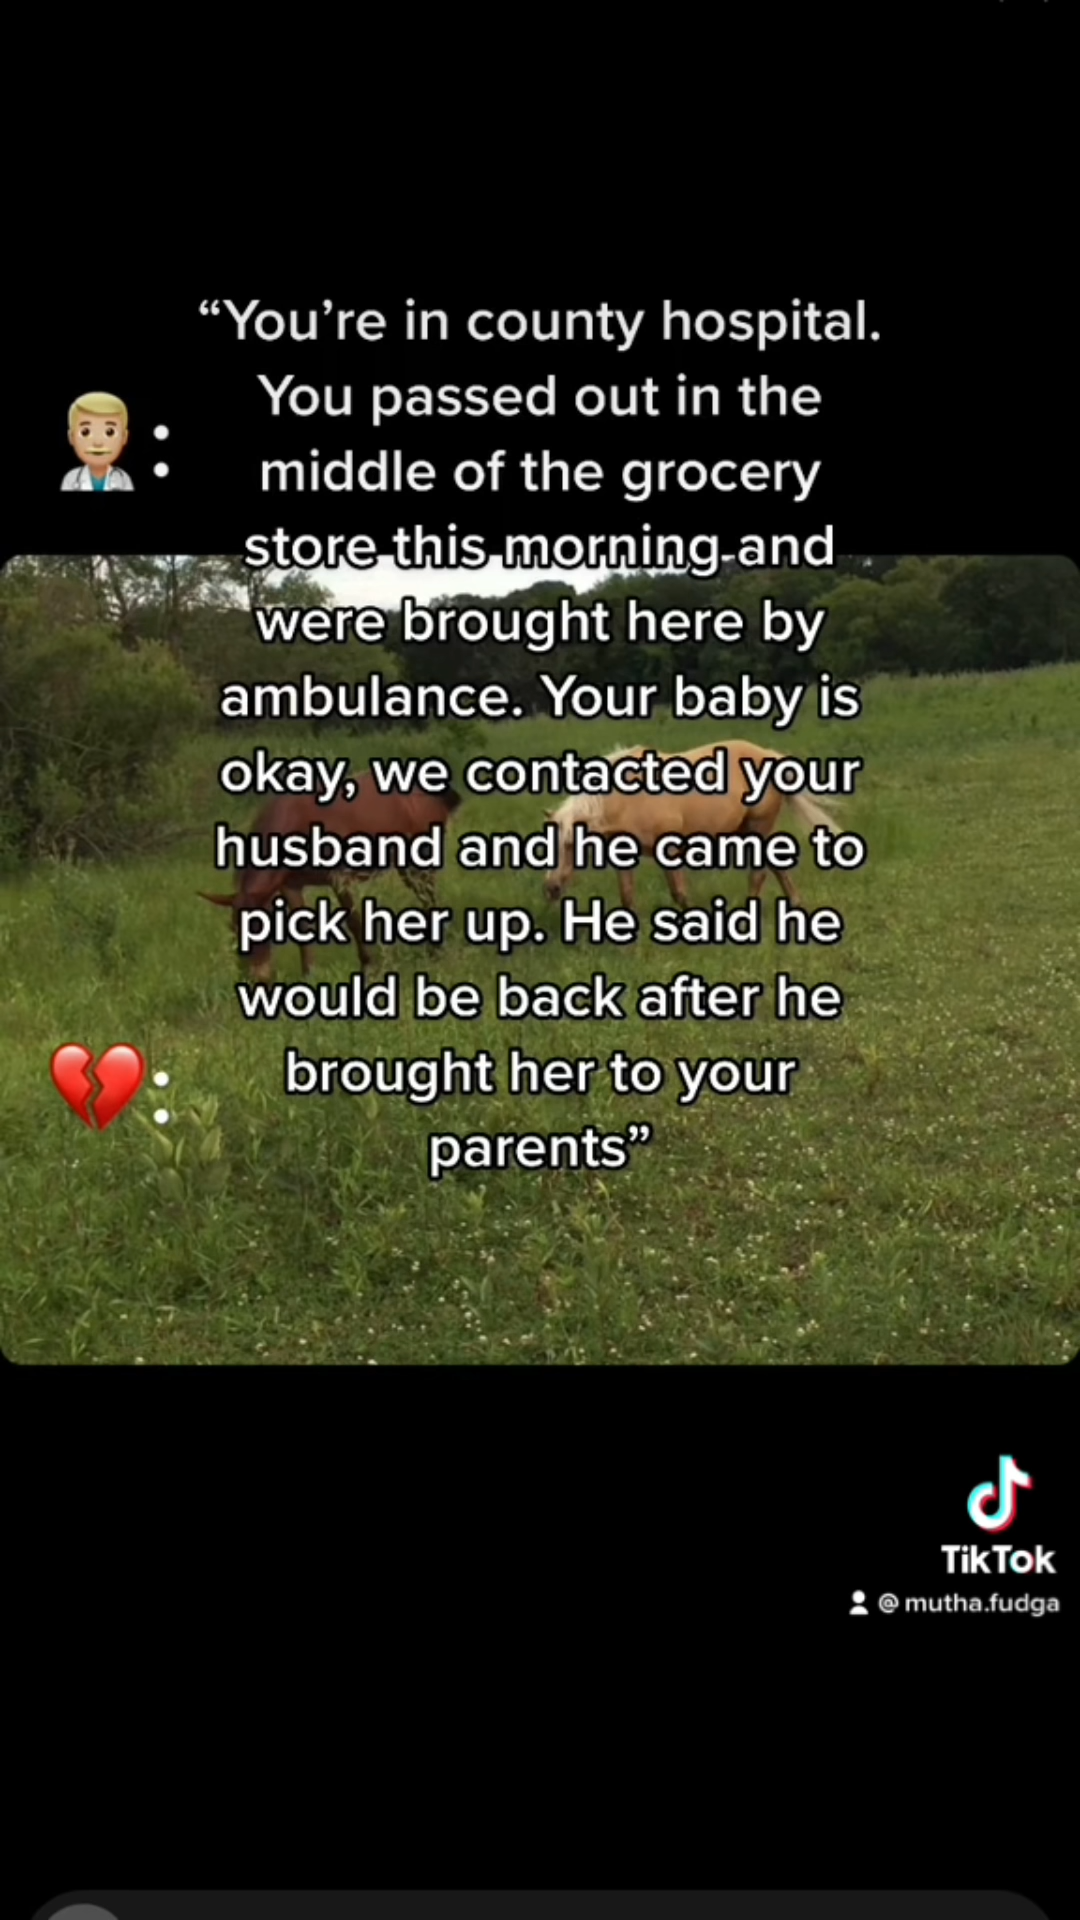 “You’re in county hospital.
You passed out in the
middle of the grocery
store this morning and
were brought here by
ambulance. Your baby is
okay, we contacted your
husband and he came to
pick her up. He said he
would be back after he
brought her to your
parents”
:
:
TikTok
@mutha.fudga